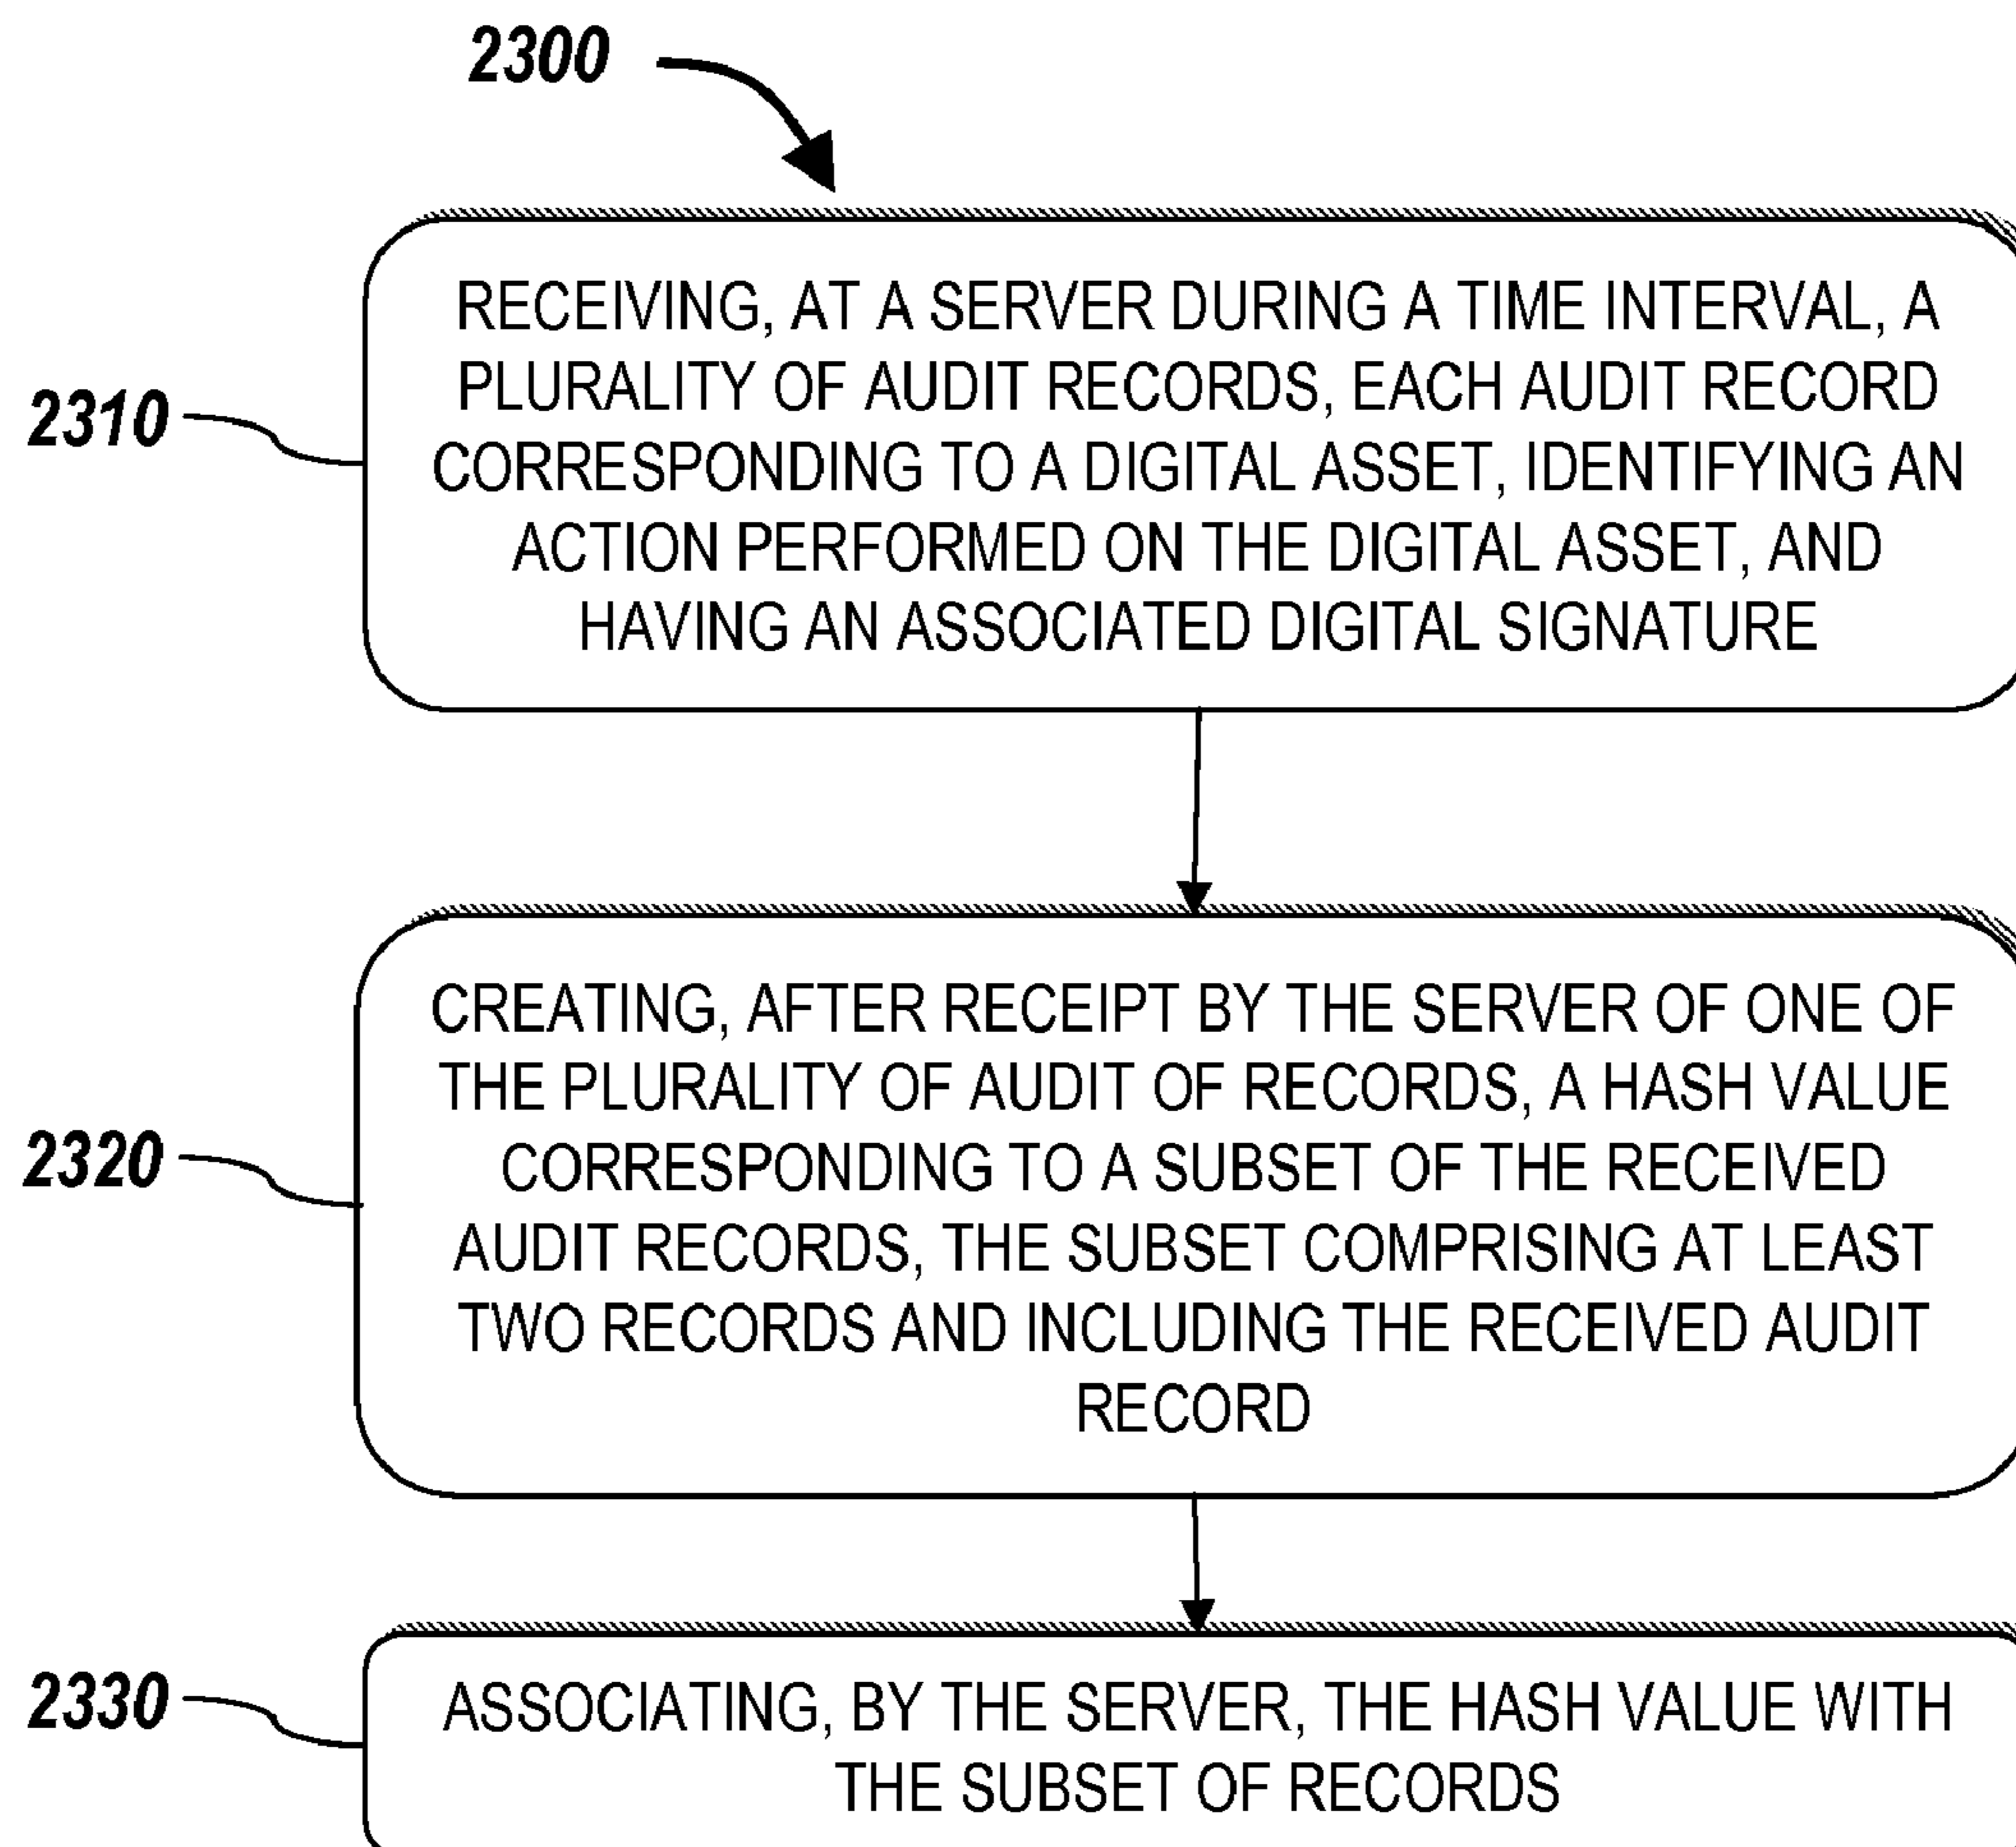 2300
2310
RECEIVING, AT A SERVER DURING A TIME INTERVAL, A
PLURALITY OF AUDIT RECORDS, EACH AUDIT RECORD
CORRESPONDING TO A DIGITAL ASSET, IDENTIFYING AN
ACTION PERFORMED ON THE DIGITAL ASSET, AND
HAVING AN ASSOCIATED DIGITAL SIGNATURE
2320
CREATING, AFTER RECEIPT BY THE SERVER OF ONE OF
THE PLURALITY OF AUDIT OF RECORDS, A HASH VALUE
CORRESPONDING TO A SUBSET OF THE RECEIVED
AUDIT RECORDS, THE SUBSET COMPRISING AT LEAST
TWO RECORDS AND INCLUDING THE RECEIVED AUDIT
RECORD
2330
ASSOCIATING, BY THE SERVER, THE HASH VALUE WITH
THE SUBSET OF RECORDS